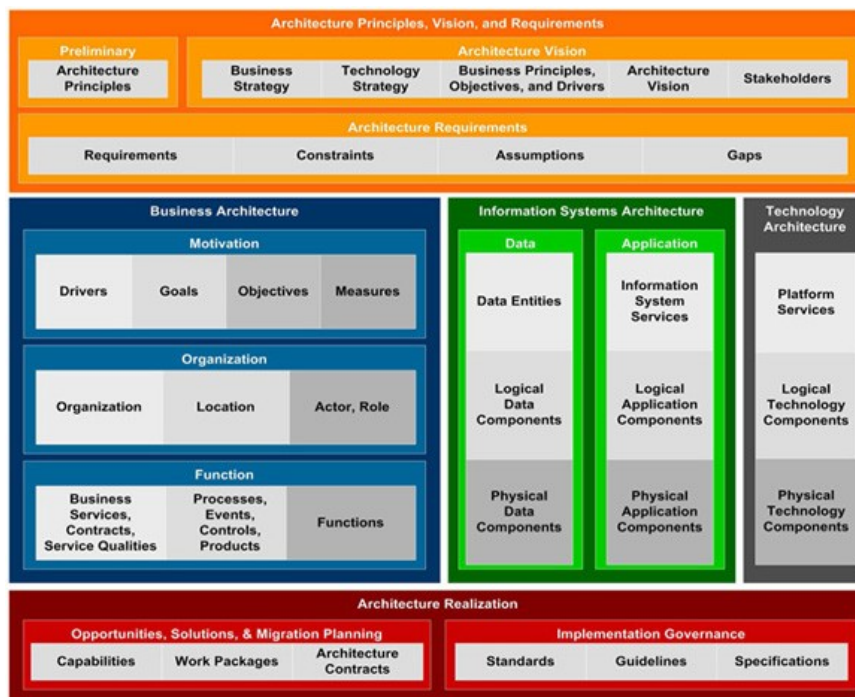 Architecture Principles, Vision, and Requirements
Preliminary
Architecture
Principles
Architecture Vision
Business
Strategy
Technology
Strategy
Business Principles,
Objectives, and Drivers
Architecture
Vision
Stakeholders
Architecture Requirements
Requirements
Constraints
Assumptions
Gaps
Business Architecture
Motivation
Drivers
Goals
Objectives
Measures
Organization
Organization
Location
Actor, Role
Function
Business
Services,
Contracts,
Service Qualities
Processes,
Events,
Controls,
Products
Functions
Information Systems Architecture
Data
Data Entities
Logical
Data
Components
Physical
Data
Components
Application
Information
System
Services
Logical
Application
Components
Physical
Application
Components
Technology
Architecture
Platform
Services
Logical
Technology
Components
Physical
Technology
Components
Architecture Realization
Opportunities, Solutions, & Migration Planning
Capabilities
Work Packages
Architecture
Contracts
Implementation Governance
Standards
Guidelines
Specifications